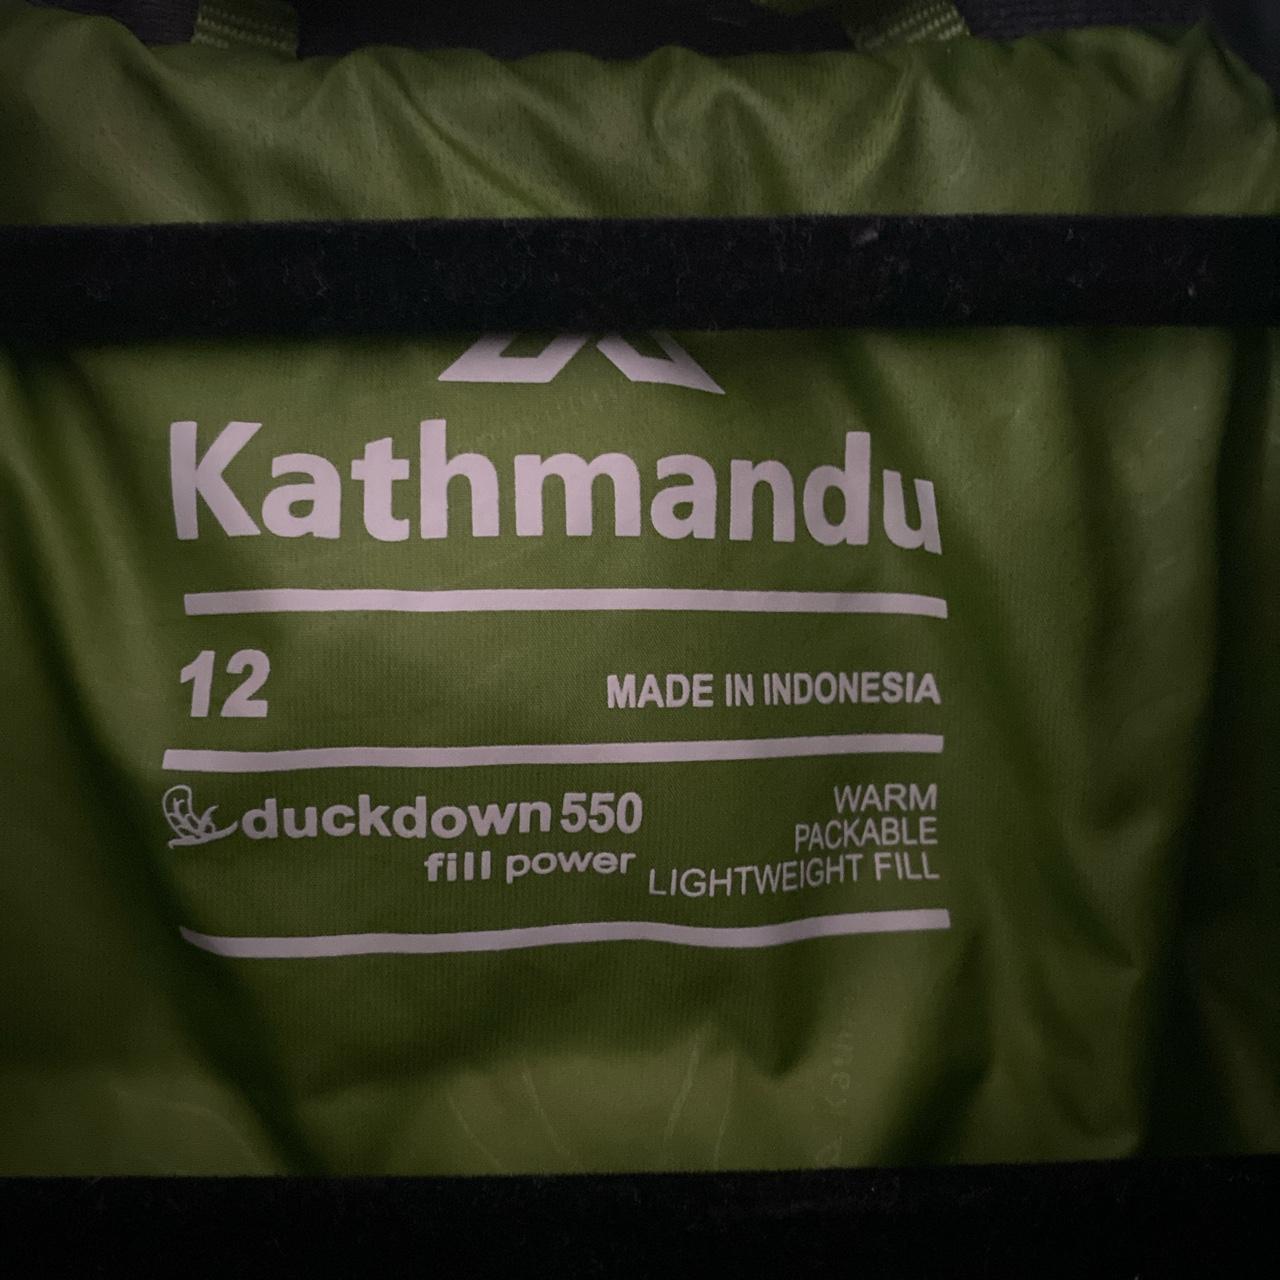 Kathmandu
12
MADE IN INDONESIA
duckdown 550
fill power
WARM
PACKABLE
LIGHTWEIGHT FILL